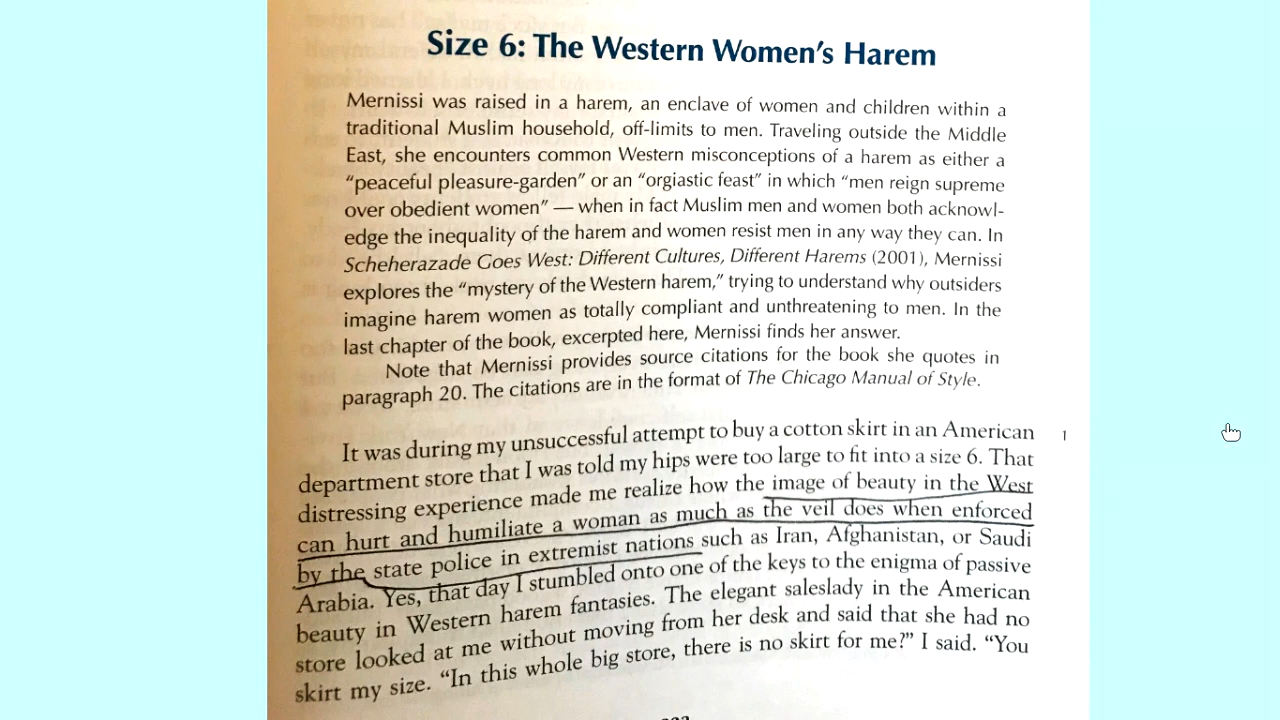 Size 6: The Western Women's Harem
Mernissi was raised in a harem, an enclave of women and children within a
traditional Muslim household, off-limits to men. Traveling outside the Middle
East, she encounters common Western misconceptions of a harem as either a
“peaceful pleasure-garden” or an “orgiastic feast” in which “men reign supreme
over obedient women” — when in fact Muslim men and women both acknowl-
edge the inequality of the harem and women resist men in any way they can. In
Scheherazade Goes West: Different Cultures, Different Harems (2001), Mernissi
explores the “mystery of the Western harem,” trying to understand why outsiders
imagine harem women as totally compliant and unthreatening to men. In the
last chapter of the book, excerpted here, Mernissi finds her answer.
Note that Mernissi provides source citations for the book she quotes in
paragraph 20. The citations are in the format of The Chicago Manual of Style.
It was during my unsuccessful attempt to buy a cotton skirt in an American 1
department store that I was told my hips were too large to fit into a size 6. That
distressing experience made me realize how the image of beauty in the West
can hurt and humiliate a woman as much as the veil does when enforced
by the state police in extremist nations such as Iran, Afghanistan, or Saudi
Arabia. Yes, that day I stumbled onto one of the keys to the enigma of passive
beauty in Western harem fantasies. The elegant saleslady in the American
store looked at me without moving from her desk and said that she had no
skirt my size. “In this whole big store, there is no skirt for me?” I said. “You